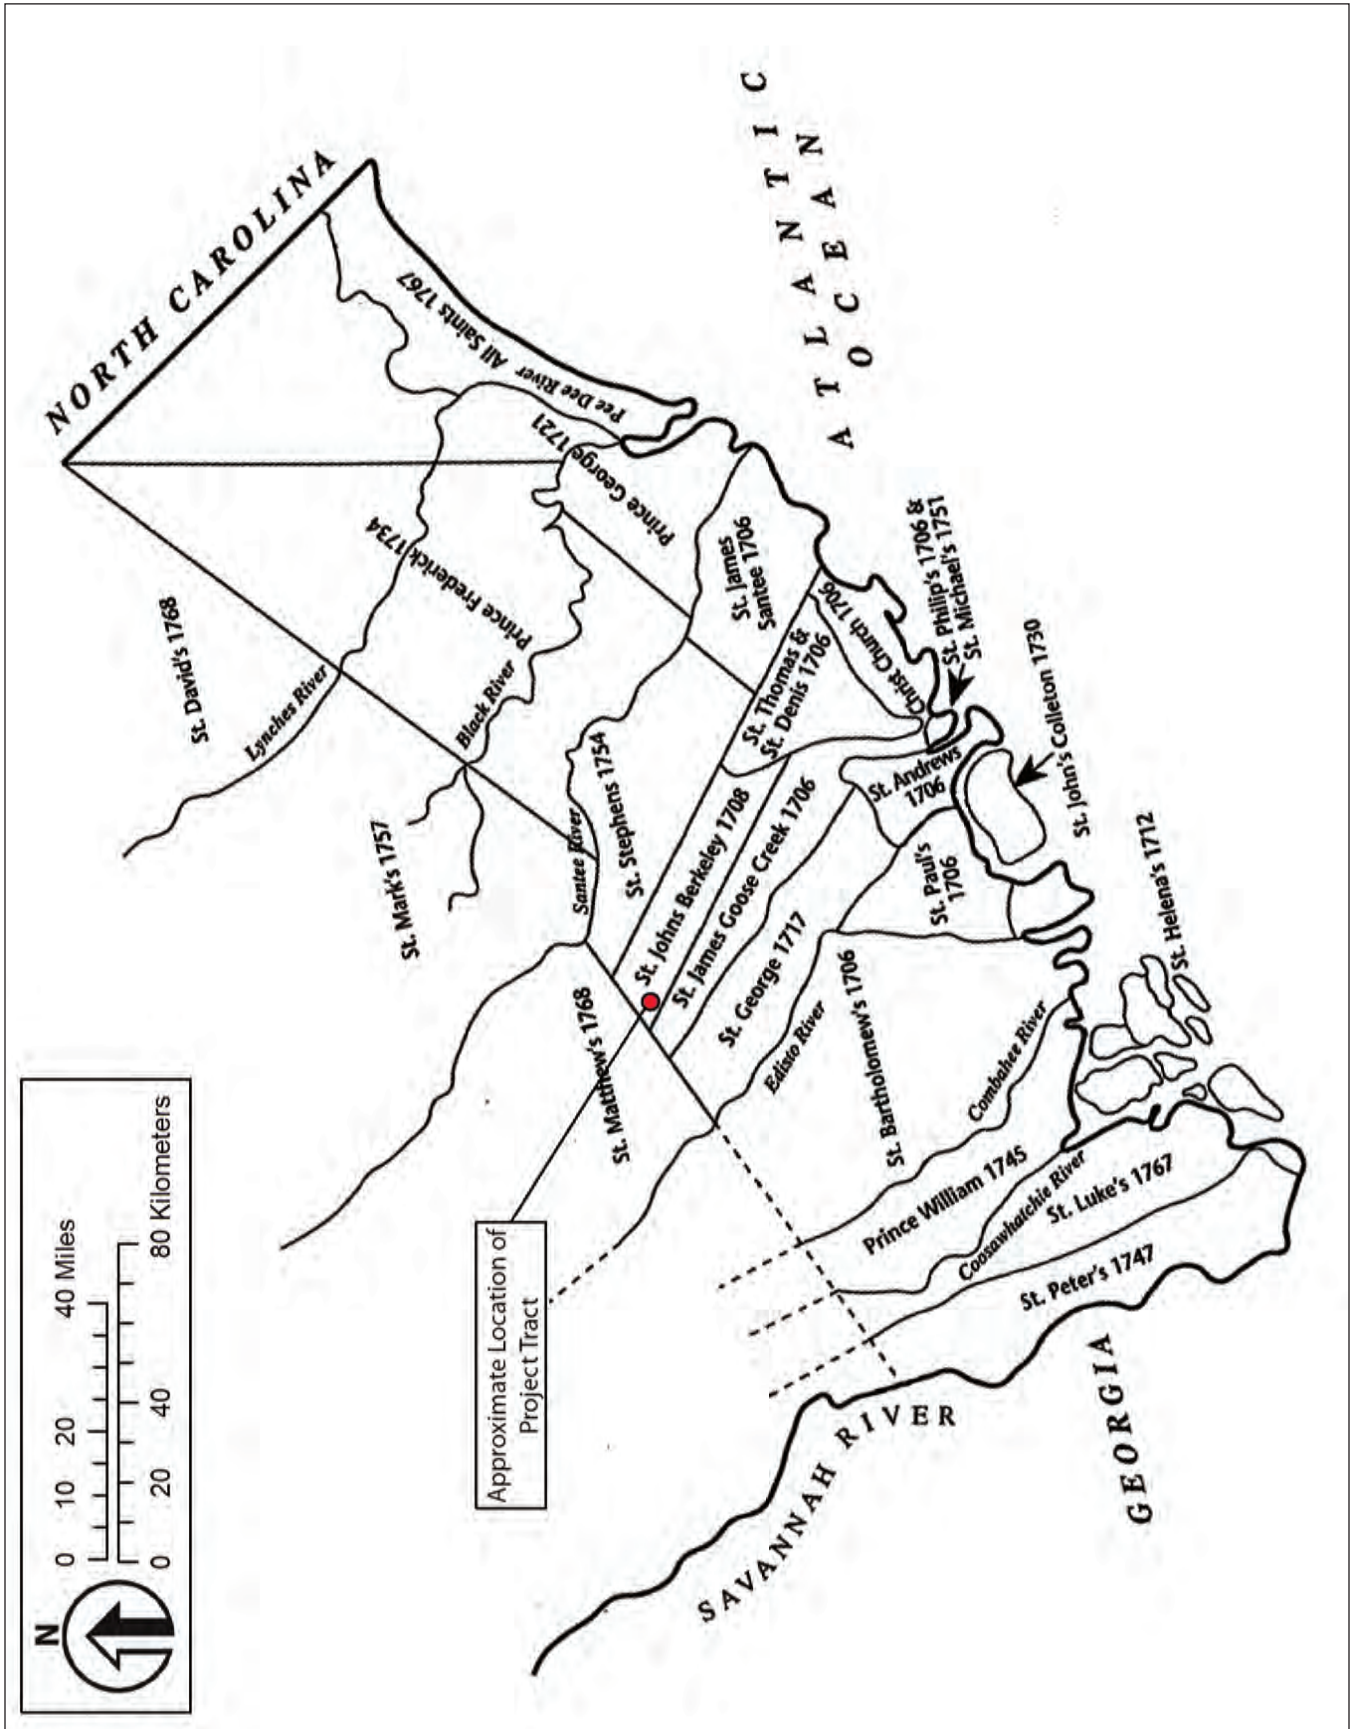 NORTH CAROLINA
ATLANTIC
OCEAN
All Saints 1767
Pee Dee River
Prince George 1721
Prince Frederick 1734
St. David's 1768
Lynches River
Black River
St. James
Santee 1706
St. Thomas &
St. Denis 1706
Christ Church 1706
St. Philip's 1706 &
St. Michael's 1751
St. John's Colleton 1730
St. Andrews
1706
St. Mark's 1757
Santee River
St. Stephens 1754
St. Johns Berkeley 1708
St. James Goose Creek 1706
St. George 1717
St. Paul's
1706
St. Helena's 1712
St. Matthew's 1768
Edisto River
St. Bartholomew's 1706
Combahee River
Prince William 1745
Coosawhatchie River
St. Luke's 1767
St. Peter's 1747
Approximate Location of
Project Tract
SAVANNAH RIVER
GEORGIA
N
0 10 20 40 Miles
0 20 40 80 Kilometers